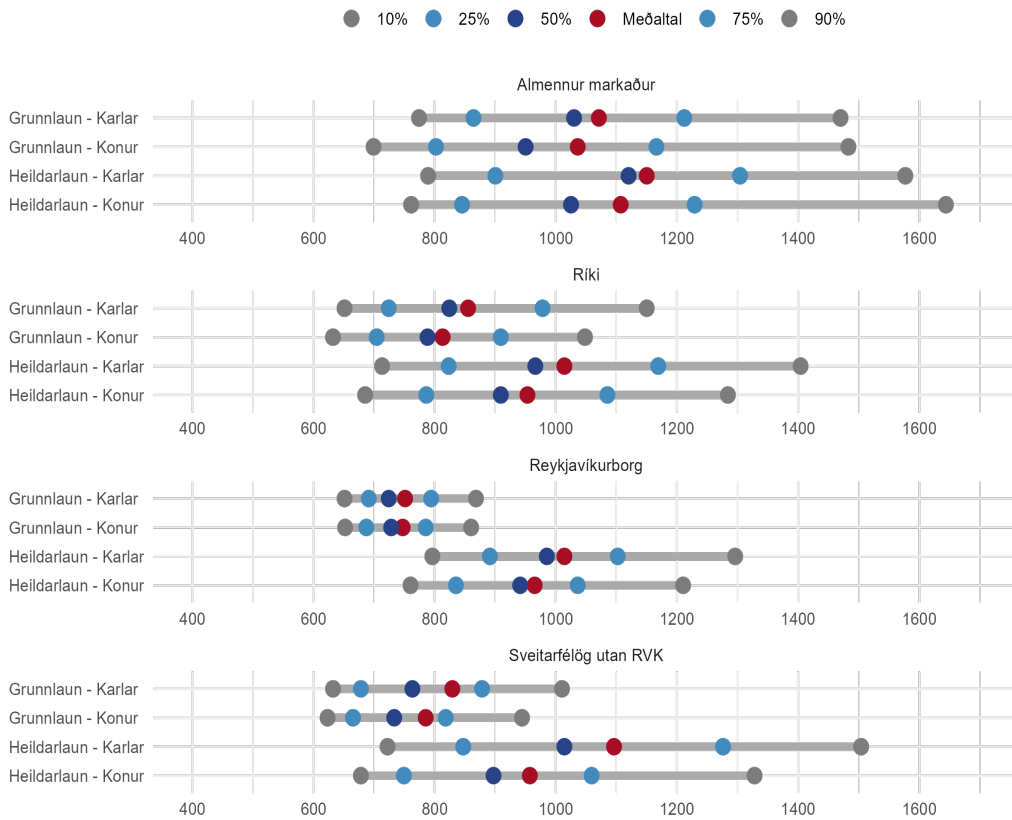 10% 25% 50% Meðaltal 75% 90%
Almennur markaður
Grunnlaun - Karlar
Grunnlaun - Konur
Heildarlaun - Karlar
Heildarlaun - Konur
400 600 800 1000 1200 1400 1600
Ríki
Grunnlaun - Karlar
Grunnlaun - Konur
Heildarlaun - Karlar
Heildarlaun - Konur
400 600 800 1000 1200 1400 1600
Reykjavíkurborg
Grunnlaun - Karlar
Grunnlaun - Konur
Heildarlaun - Karlar
Heildarlaun - Konur
400 600 800 1000 1200 1400 1600
Sveitarfélög utan RVK
Grunnlaun - Karlar
Grunnlaun - Konur
Heildarlaun - Karlar
Heildarlaun - Konur
400 600 800 1000 1200 1400 1600